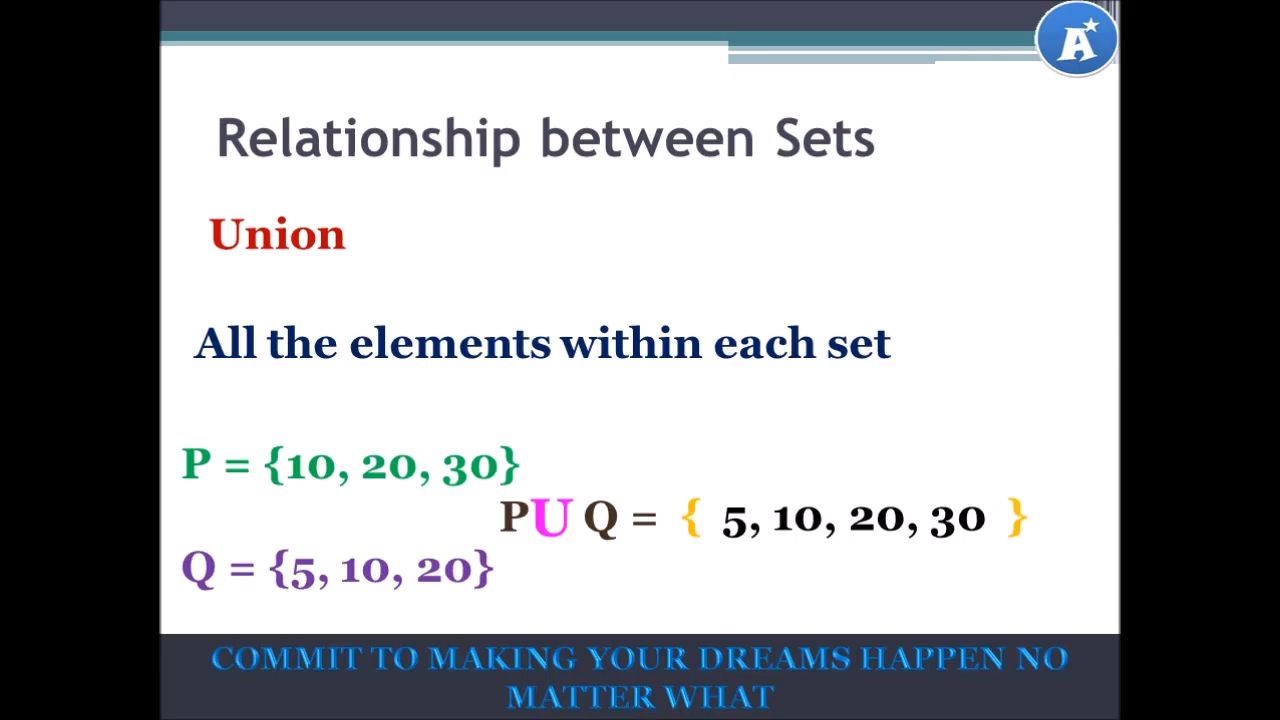 A
Relationship between Sets
Union
All the elements within each set
P = {10, 20, 30}
P U Q = { 5, 10, 20, 30 }
Q = {5, 10, 20}
COMMIT TO MAKING YOUR DREAMS HAPPEN NO
MATTER WHAT